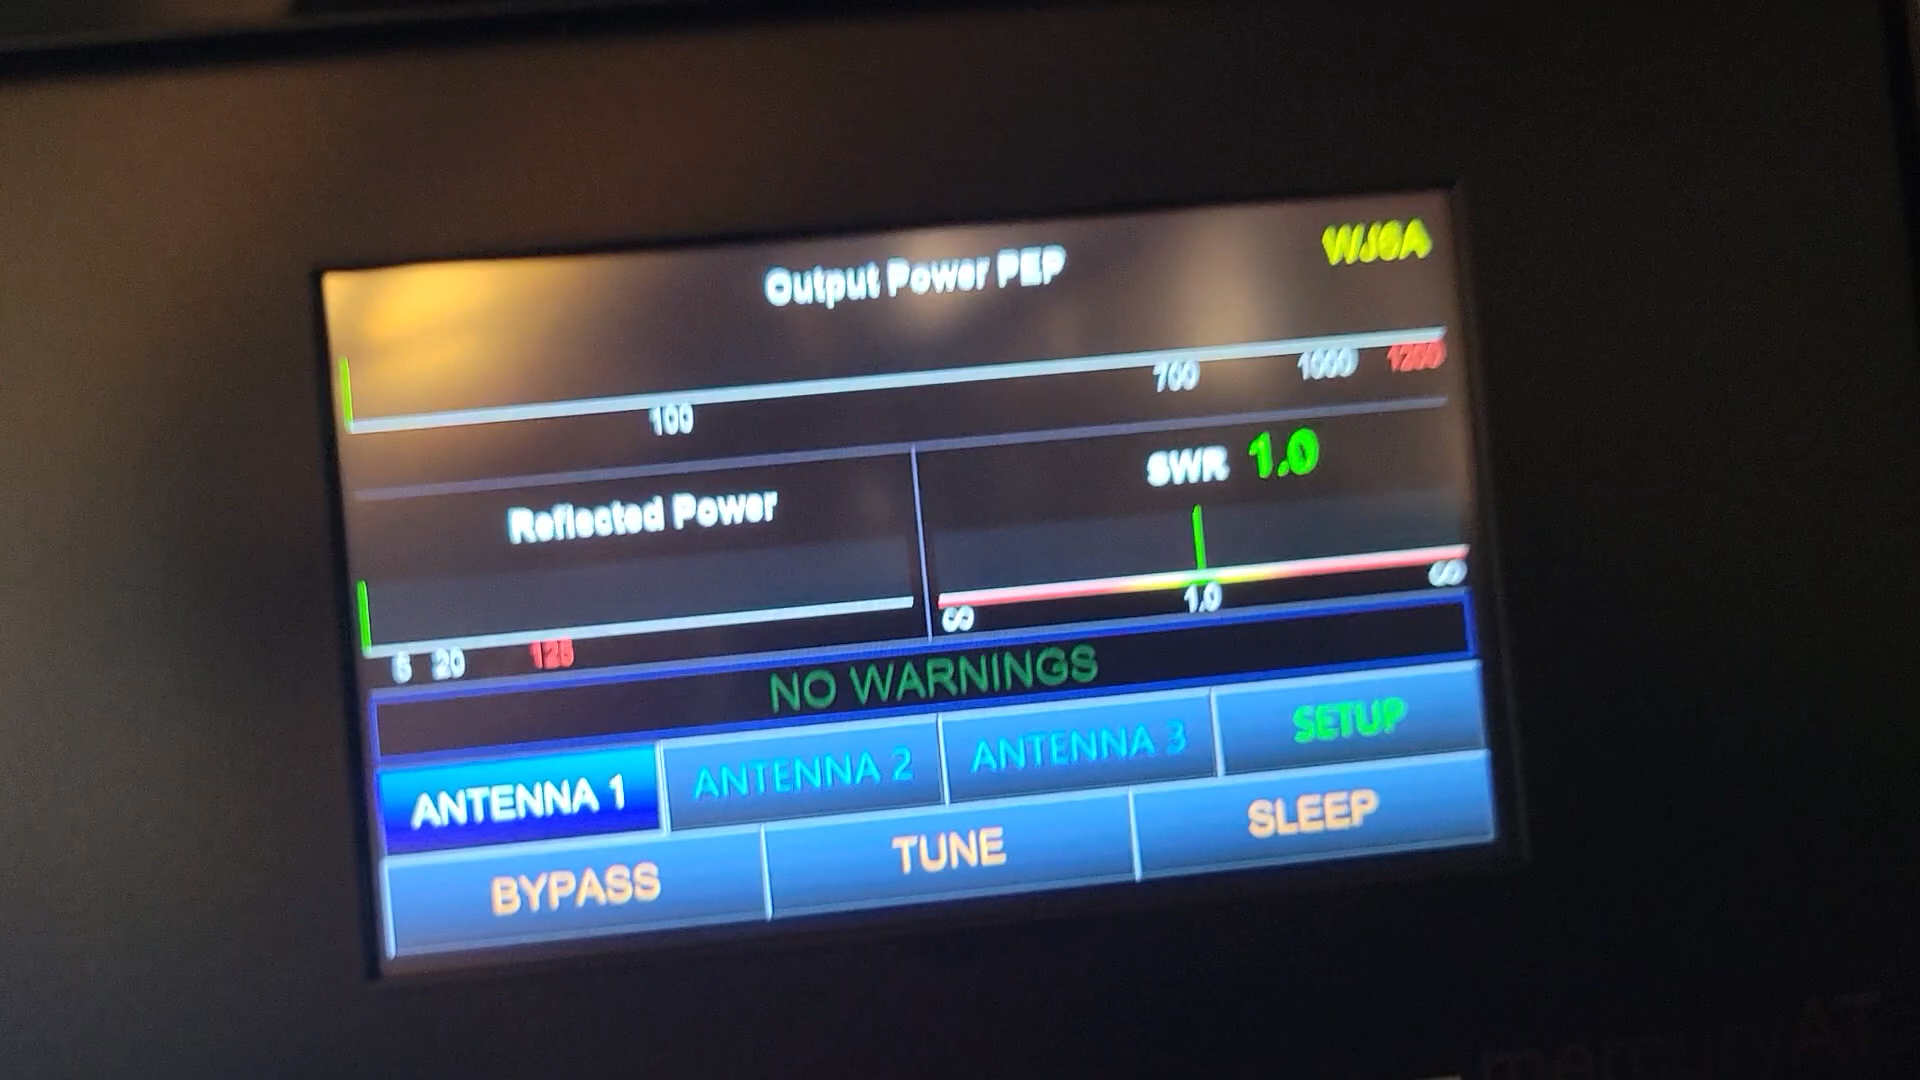 WJ6A
Output Power PEP
100 700 1000 1200
Reflected Power
5 20 125
SWR 1.0
∞ 1.0 ∞
NO WARNINGS
ANTENNA 1 ANTENNA 2 ANTENNA 3 SETUP
BYPASS TUNE SLEEP